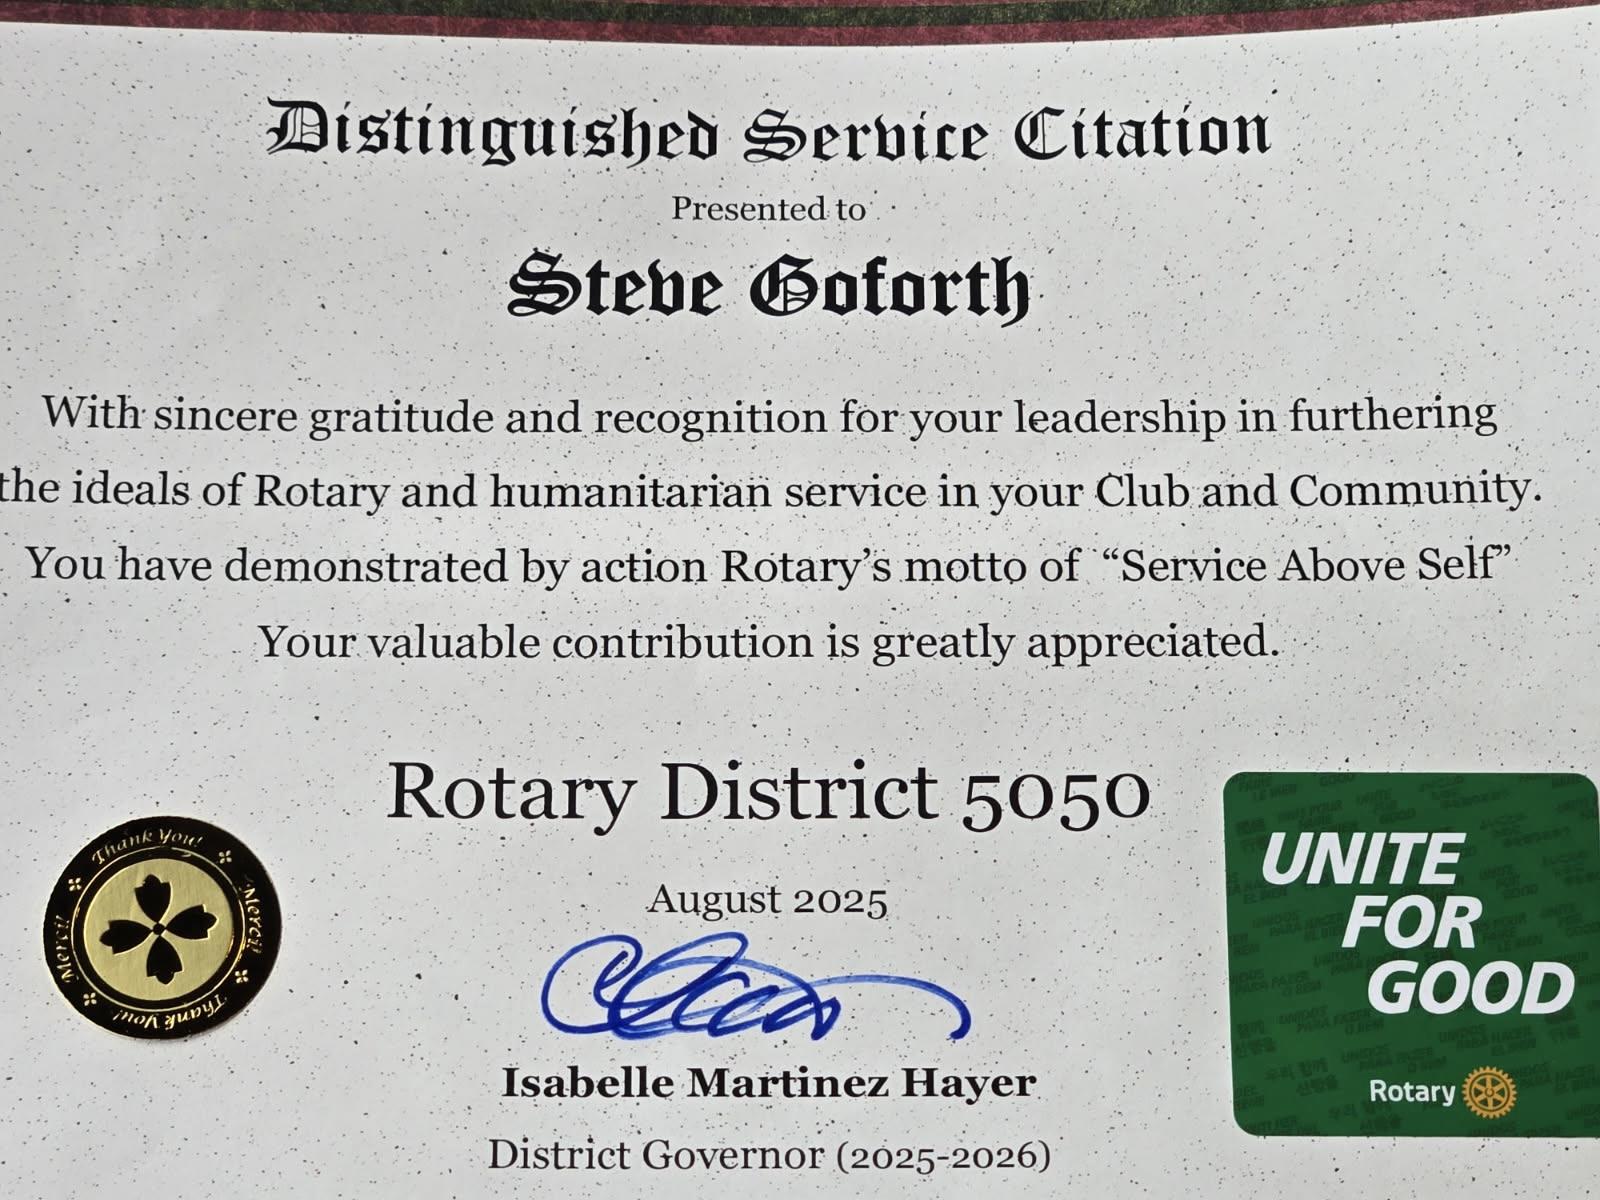 Distinguished Service Citation
Presented to
Steve Goforth
With sincere gratitude and recognition for your leadership in furthering
the ideals of Rotary and humanitarian service in your Club and Community.
You have demonstrated by action Rotary's motto of "Service Above Self"
Your valuable contribution is greatly appreciated.
Rotary District 5050
August 2025
Isabelle Martinez Hayer
District Governor (2025-2026)
Thank You!
Merci!
Thank You!
Merci!
UNITE
FOR
GOOD
Rotary